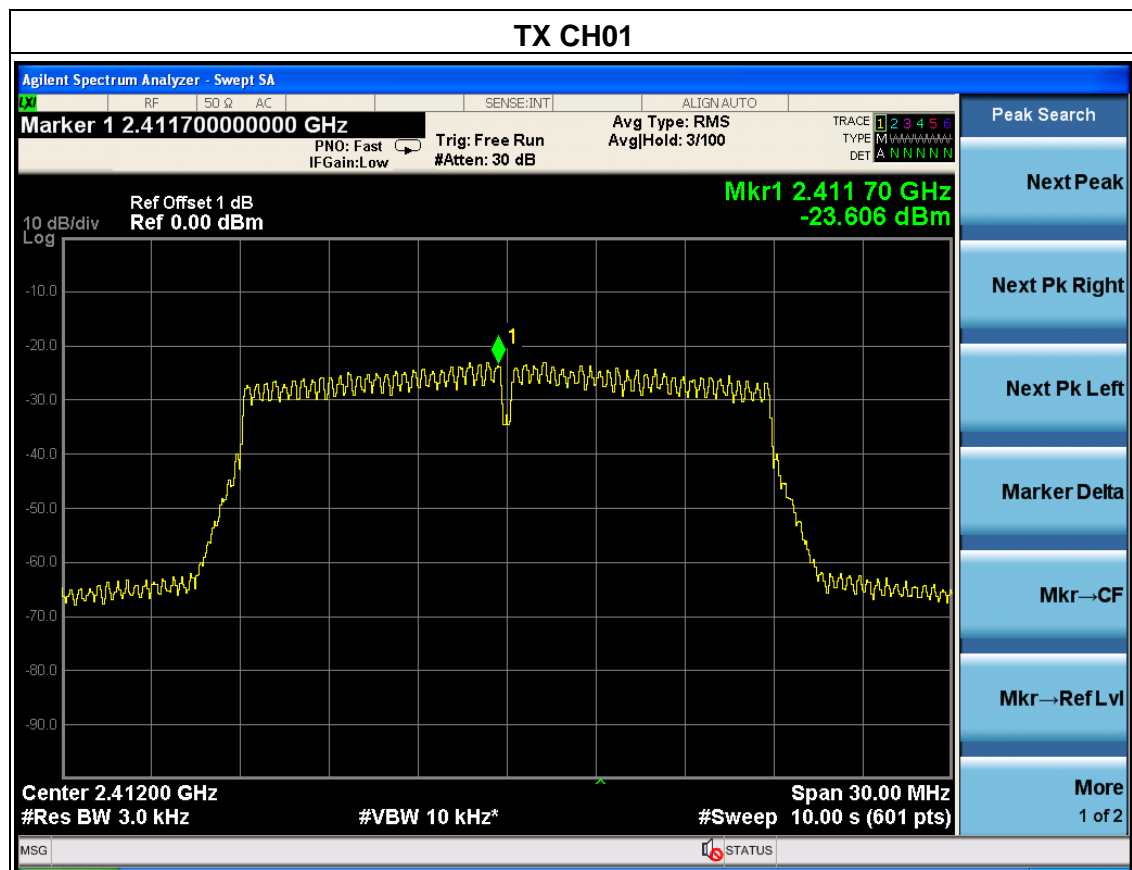 TX CH01
Agilent Spectrum Analyzer - Swept SA
LXI RF 50 Ω AC SENSE:INT ALIGN AUTO
Marker 1 2.411700000000 GHz
PNO: Fast
IFGain:Low
Trig: Free Run
#Atten: 30 dB
Avg Type: RMS
Avg|Hold: 3/100
TRACE 1 2 3 4 5 6
TYPE M W W W W W
DET A N N N N N
Peak Search
Mkr1 2.411 70 GHz
-23.606 dBm
Ref Offset 1 dB
Ref 0.00 dBm
10 dB/div
Log
-10.0
-20.0
-30.0
-40.0
-50.0
-60.0
-70.0
-80.0
-90.0
1
Center 2.41200 GHz
Span 30.00 MHz
#Res BW 3.0 kHz
#VBW 10 kHz*
#Sweep 10.00 s (601 pts)
Next Peak
Next Pk Right
Next Pk Left
Marker Delta
Mkr→CF
Mkr→Ref Lvl
More
1 of 2
MSG
STATUS